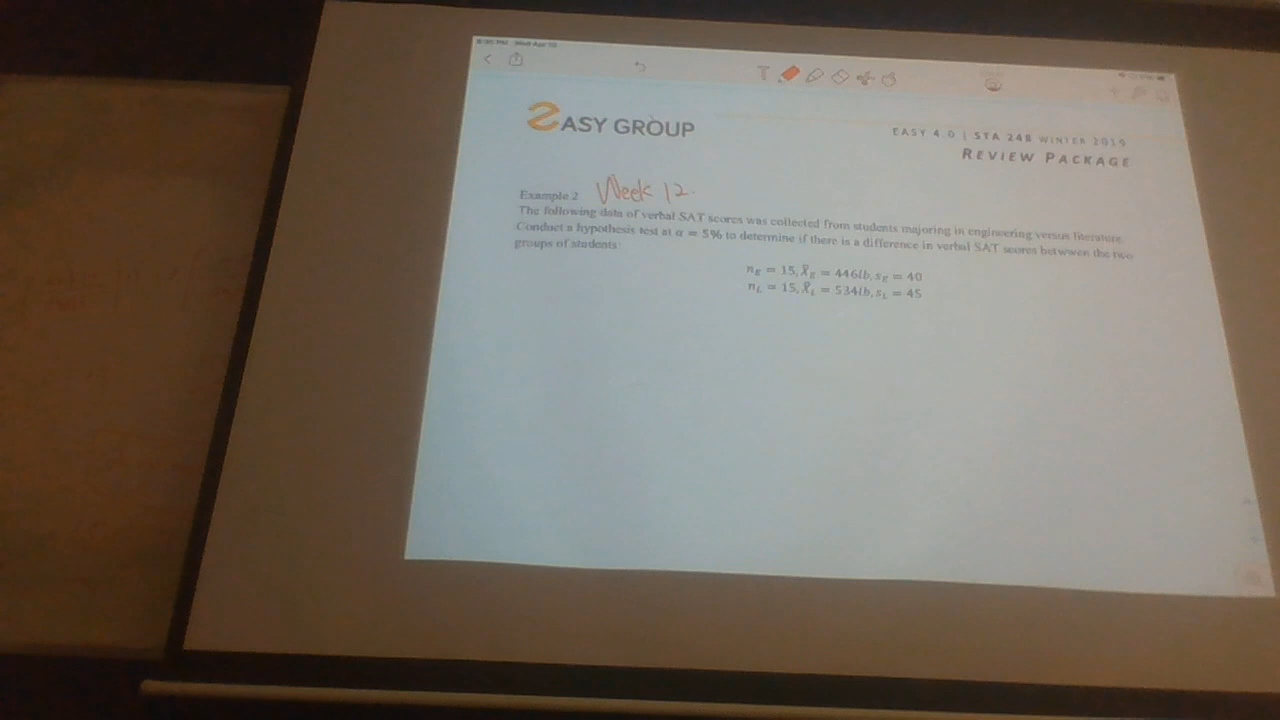 ASY GROUP
EASY 4.0 | STA 248 WINTER 2019
REVIEW PACKAGE
Example 2 Week 12.
The following data of verbal SAT scores was collected from students majoring in engineering versus literature.
Conduct a hypothesis test at α = 5% to determine if there is a difference in verbal SAT scores betwwen the two
groups of students:
n_E = 15, X̄_E = 446lb, s_E = 40
n_L = 15, X̄_L = 534lb, s_L = 45